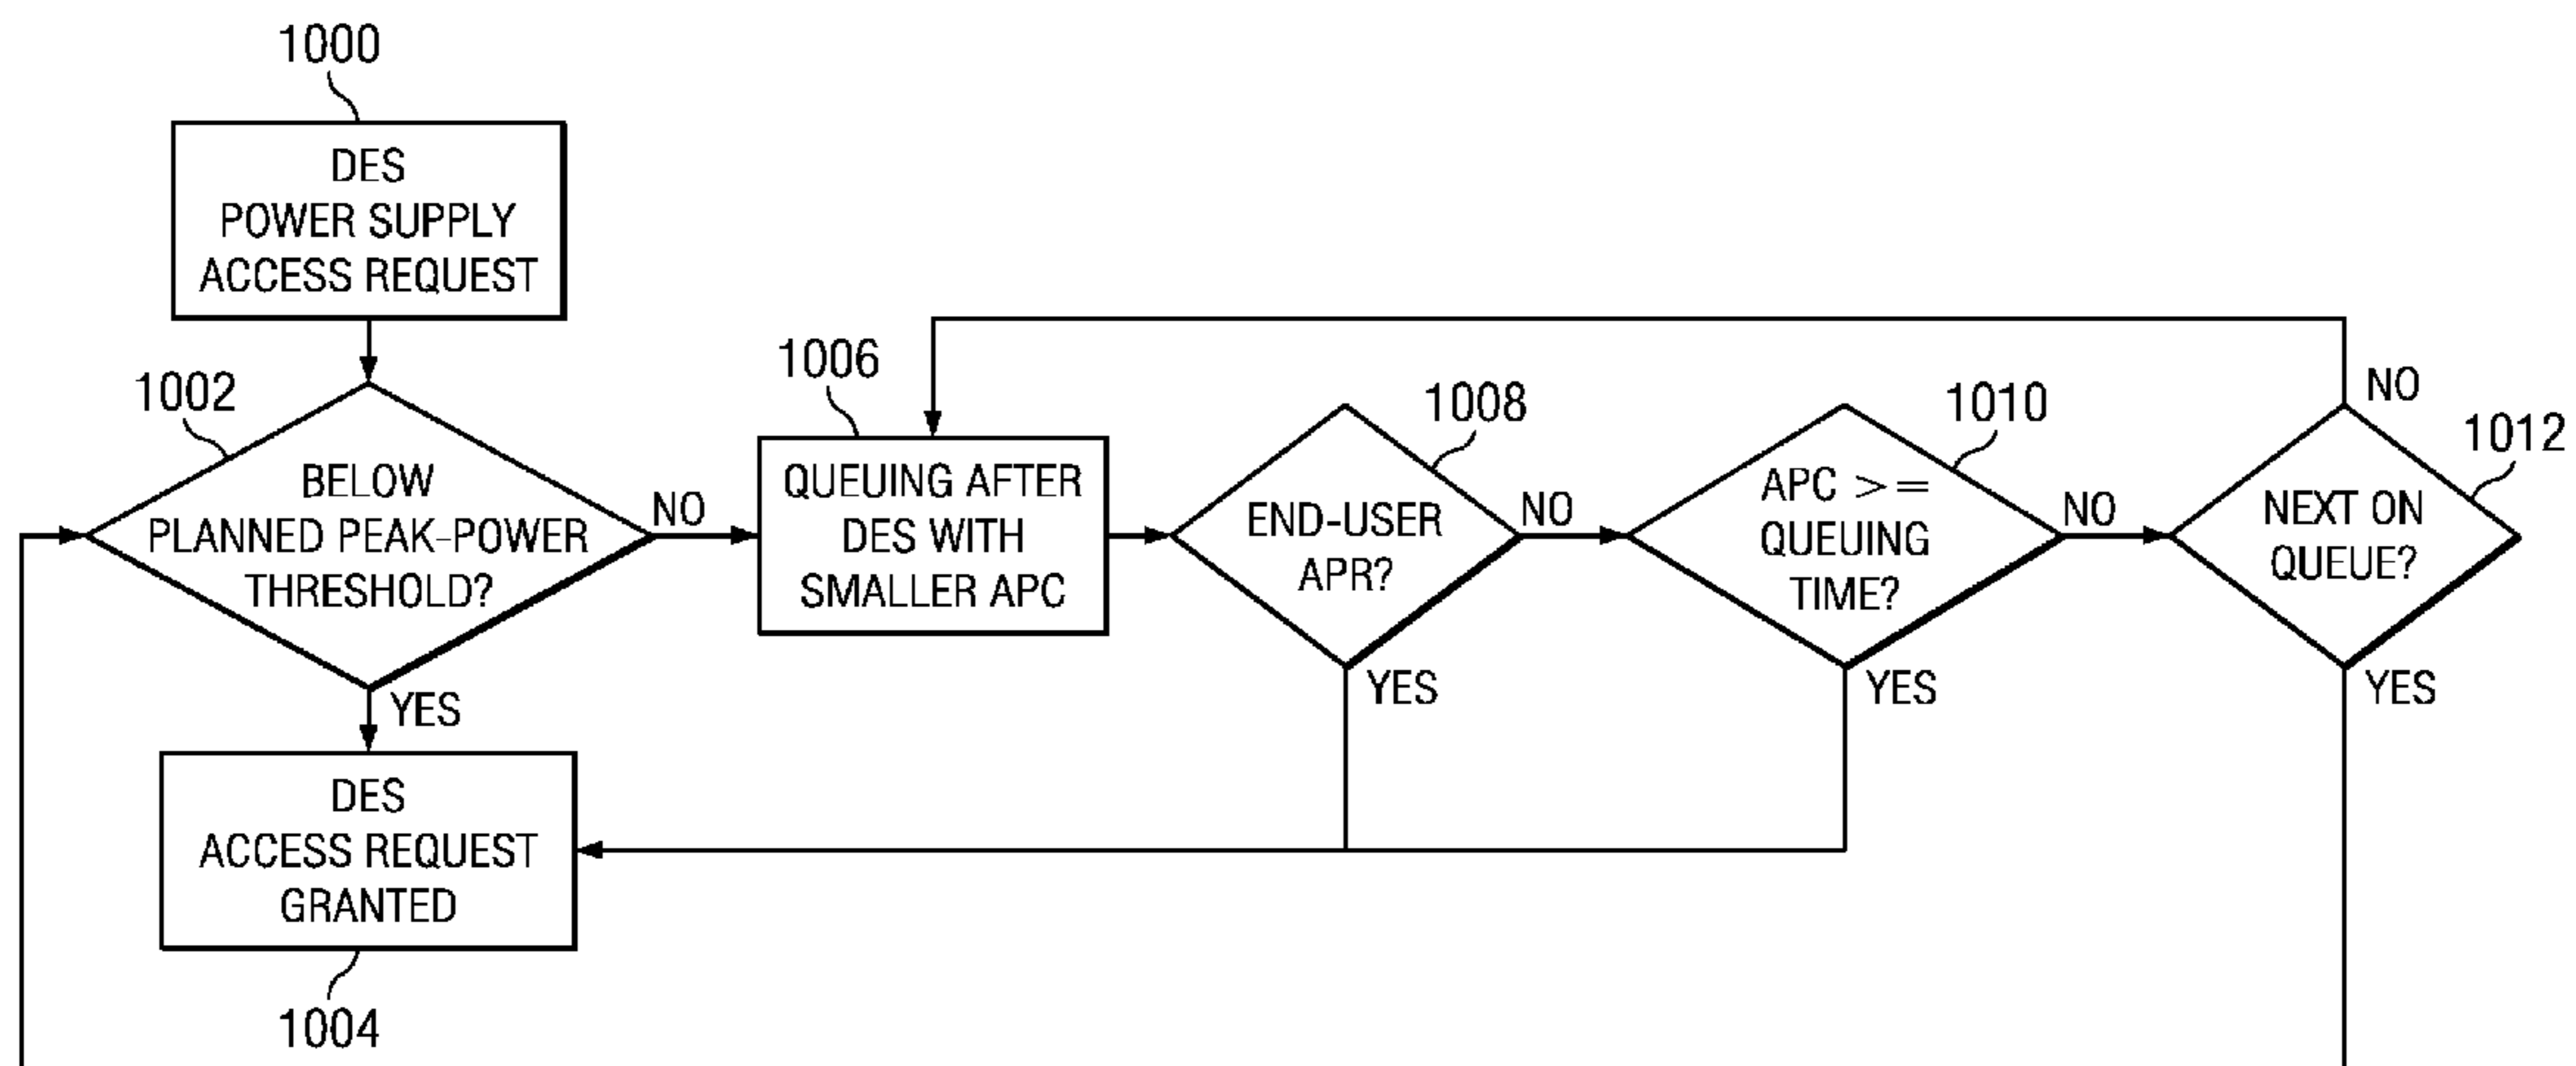 1000
DES
POWER SUPPLY
ACCESS REQUEST
1002
BELOW
PLANNED PEAK-POWER
THRESHOLD?
NO
YES
DES
ACCESS REQUEST
GRANTED
1004
1006
QUEUING AFTER
DES WITH
SMALLER APC
1008
END-USER
APR?
NO
YES
1010
APC >=
QUEUING
TIME?
NO
YES
1012
NEXT ON
QUEUE?
NO
YES